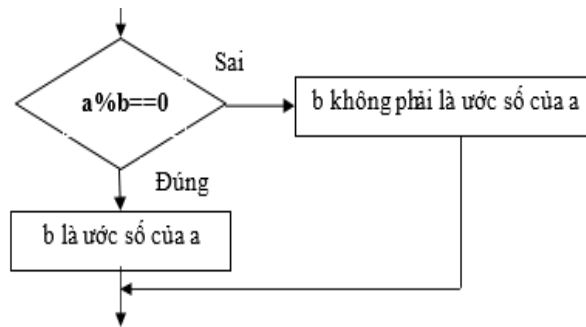 Sai
a%b==0
b không phải là ước số của a
Đúng
b là ước số của a